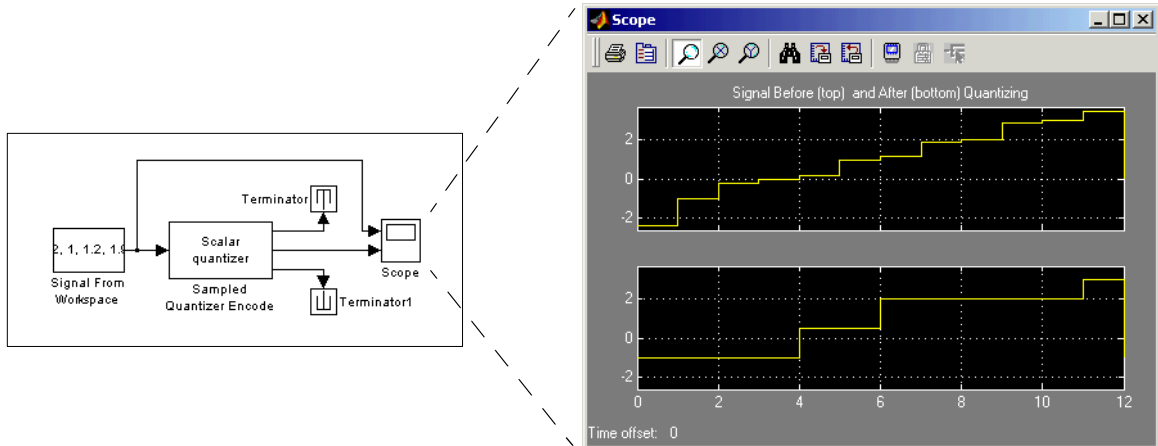 Terminator
2, 1, 1.2, 1.9
Scalar
quantizer
Signal From
Workspace
Sampled
Quantizer Encode
Terminator1
Scope
Scope
Signal Before (top) and After (bottom) Quantizing
2
0
-2
2
0
-2
0 2 4 6 8 10 12
Time offset: 0